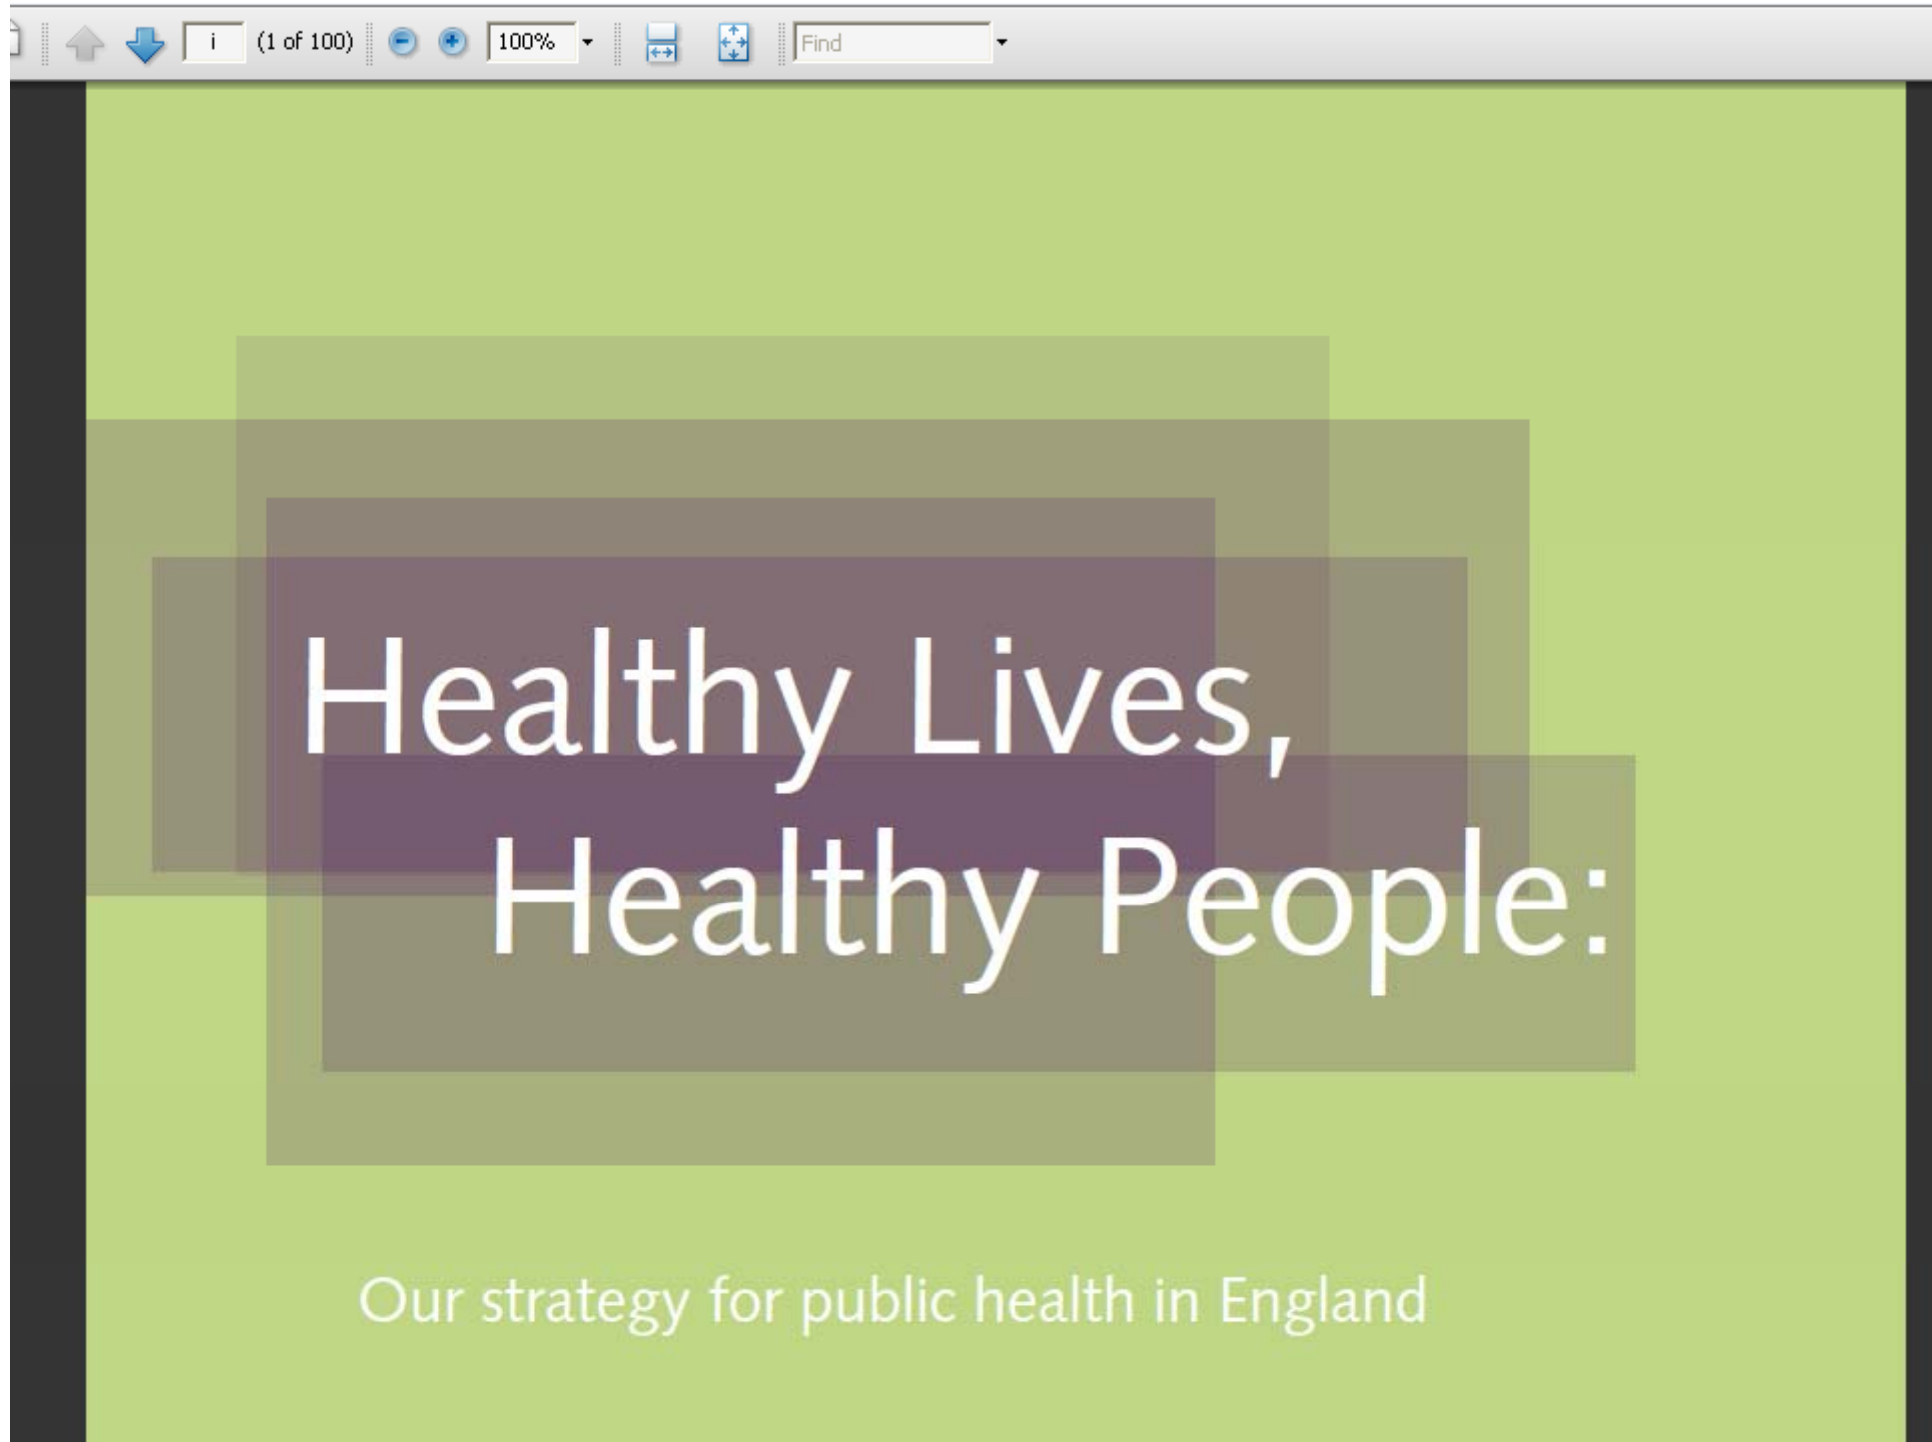 i (1 of 100) 100% Find
Healthy Lives,
Healthy People:
Our strategy for public health in England